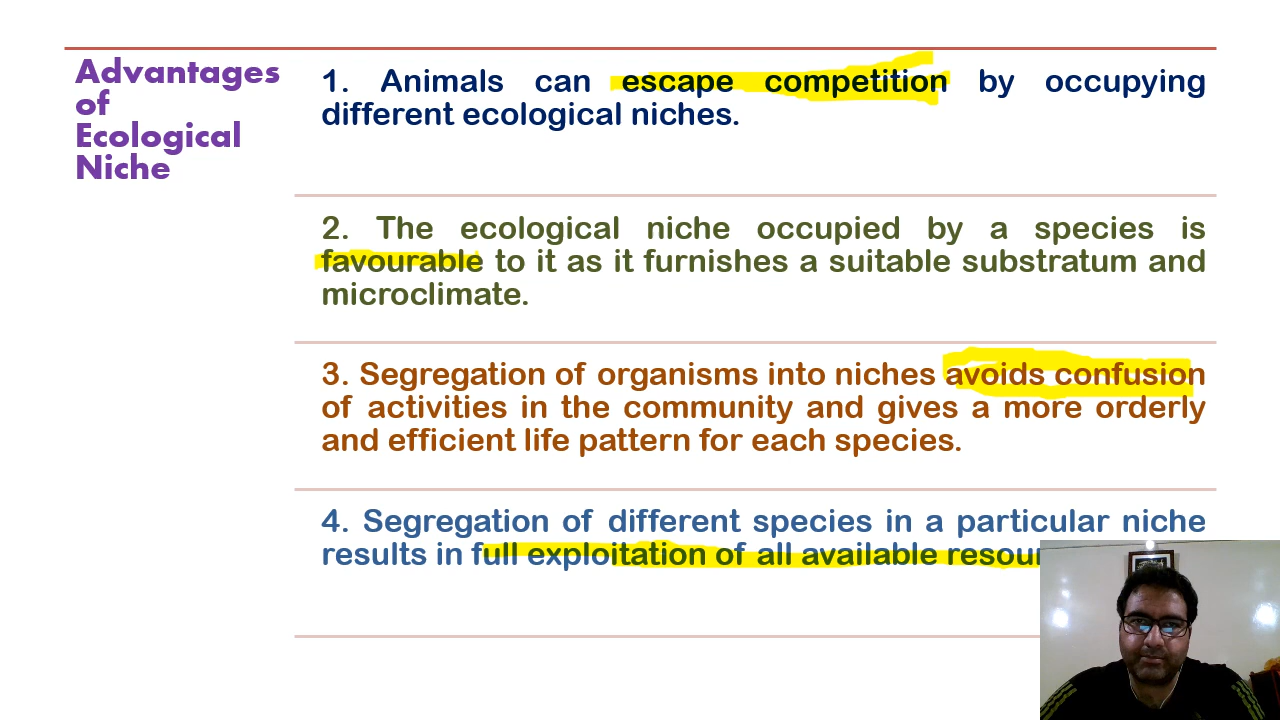 Advantages
of
Ecological
Niche
1. Animals can escape competition by occupying
different ecological niches.
2. The ecological niche occupied by a species is
favourable to it as it furnishes a suitable substratum and
microclimate.
3. Segregation of organisms into niches avoids confusion
of activities in the community and gives a more orderly
and efficient life pattern for each species.
4. Segregation of different species in a particular niche
results in full exploitation of all available